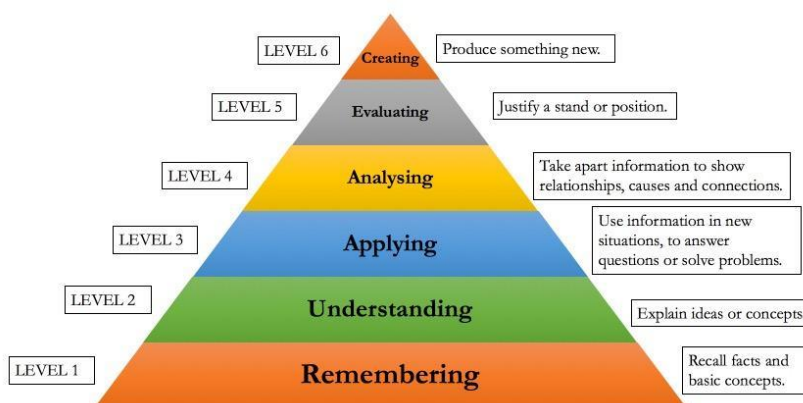 LEVEL 6
Creating
Produce something new.
LEVEL 5
Evaluating
Justify a stand or position.
LEVEL 4
Analysing
Take apart information to show
relationships, causes and connections.
LEVEL 3
Applying
Use information in new
situations, to answer
questions or solve problems.
LEVEL 2
Understanding
Explain ideas or concepts
LEVEL 1
Remembering
Recall facts and
basic concepts.